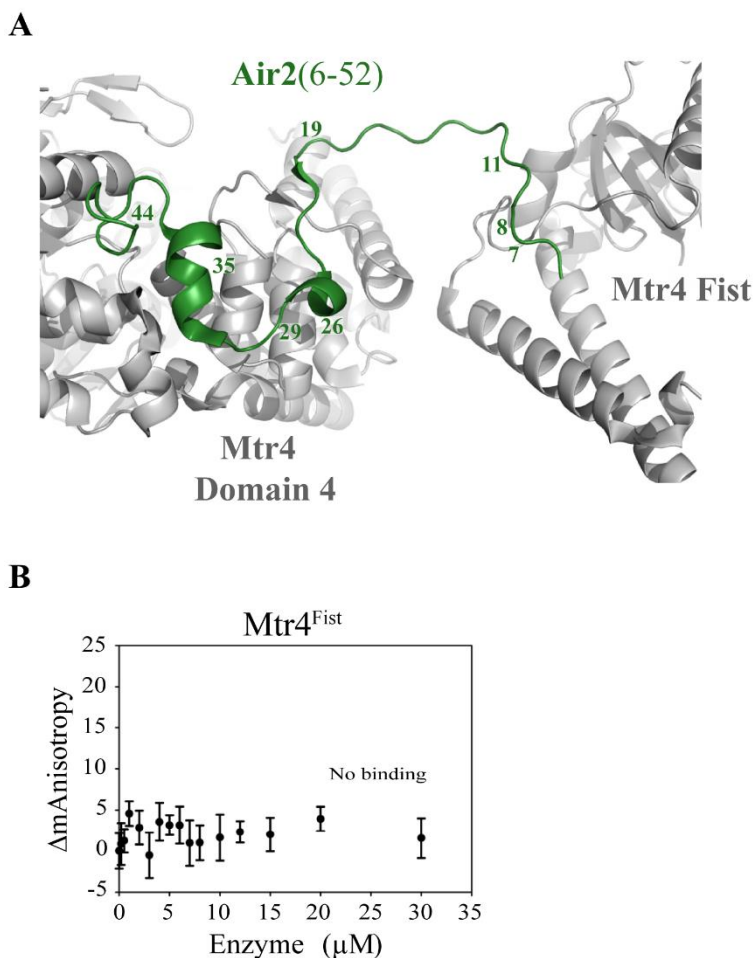 A
Air2(6-52)
19
11
44
8
7
35
Mtr4 Fist
29
26
Mtr4
Domain 4
B
Mtr4Fist
25
20
15
10
5
0
-5
ΔmAnisotropy
No binding
0 5 10 15 20 25 30 35
Enzyme (μM)